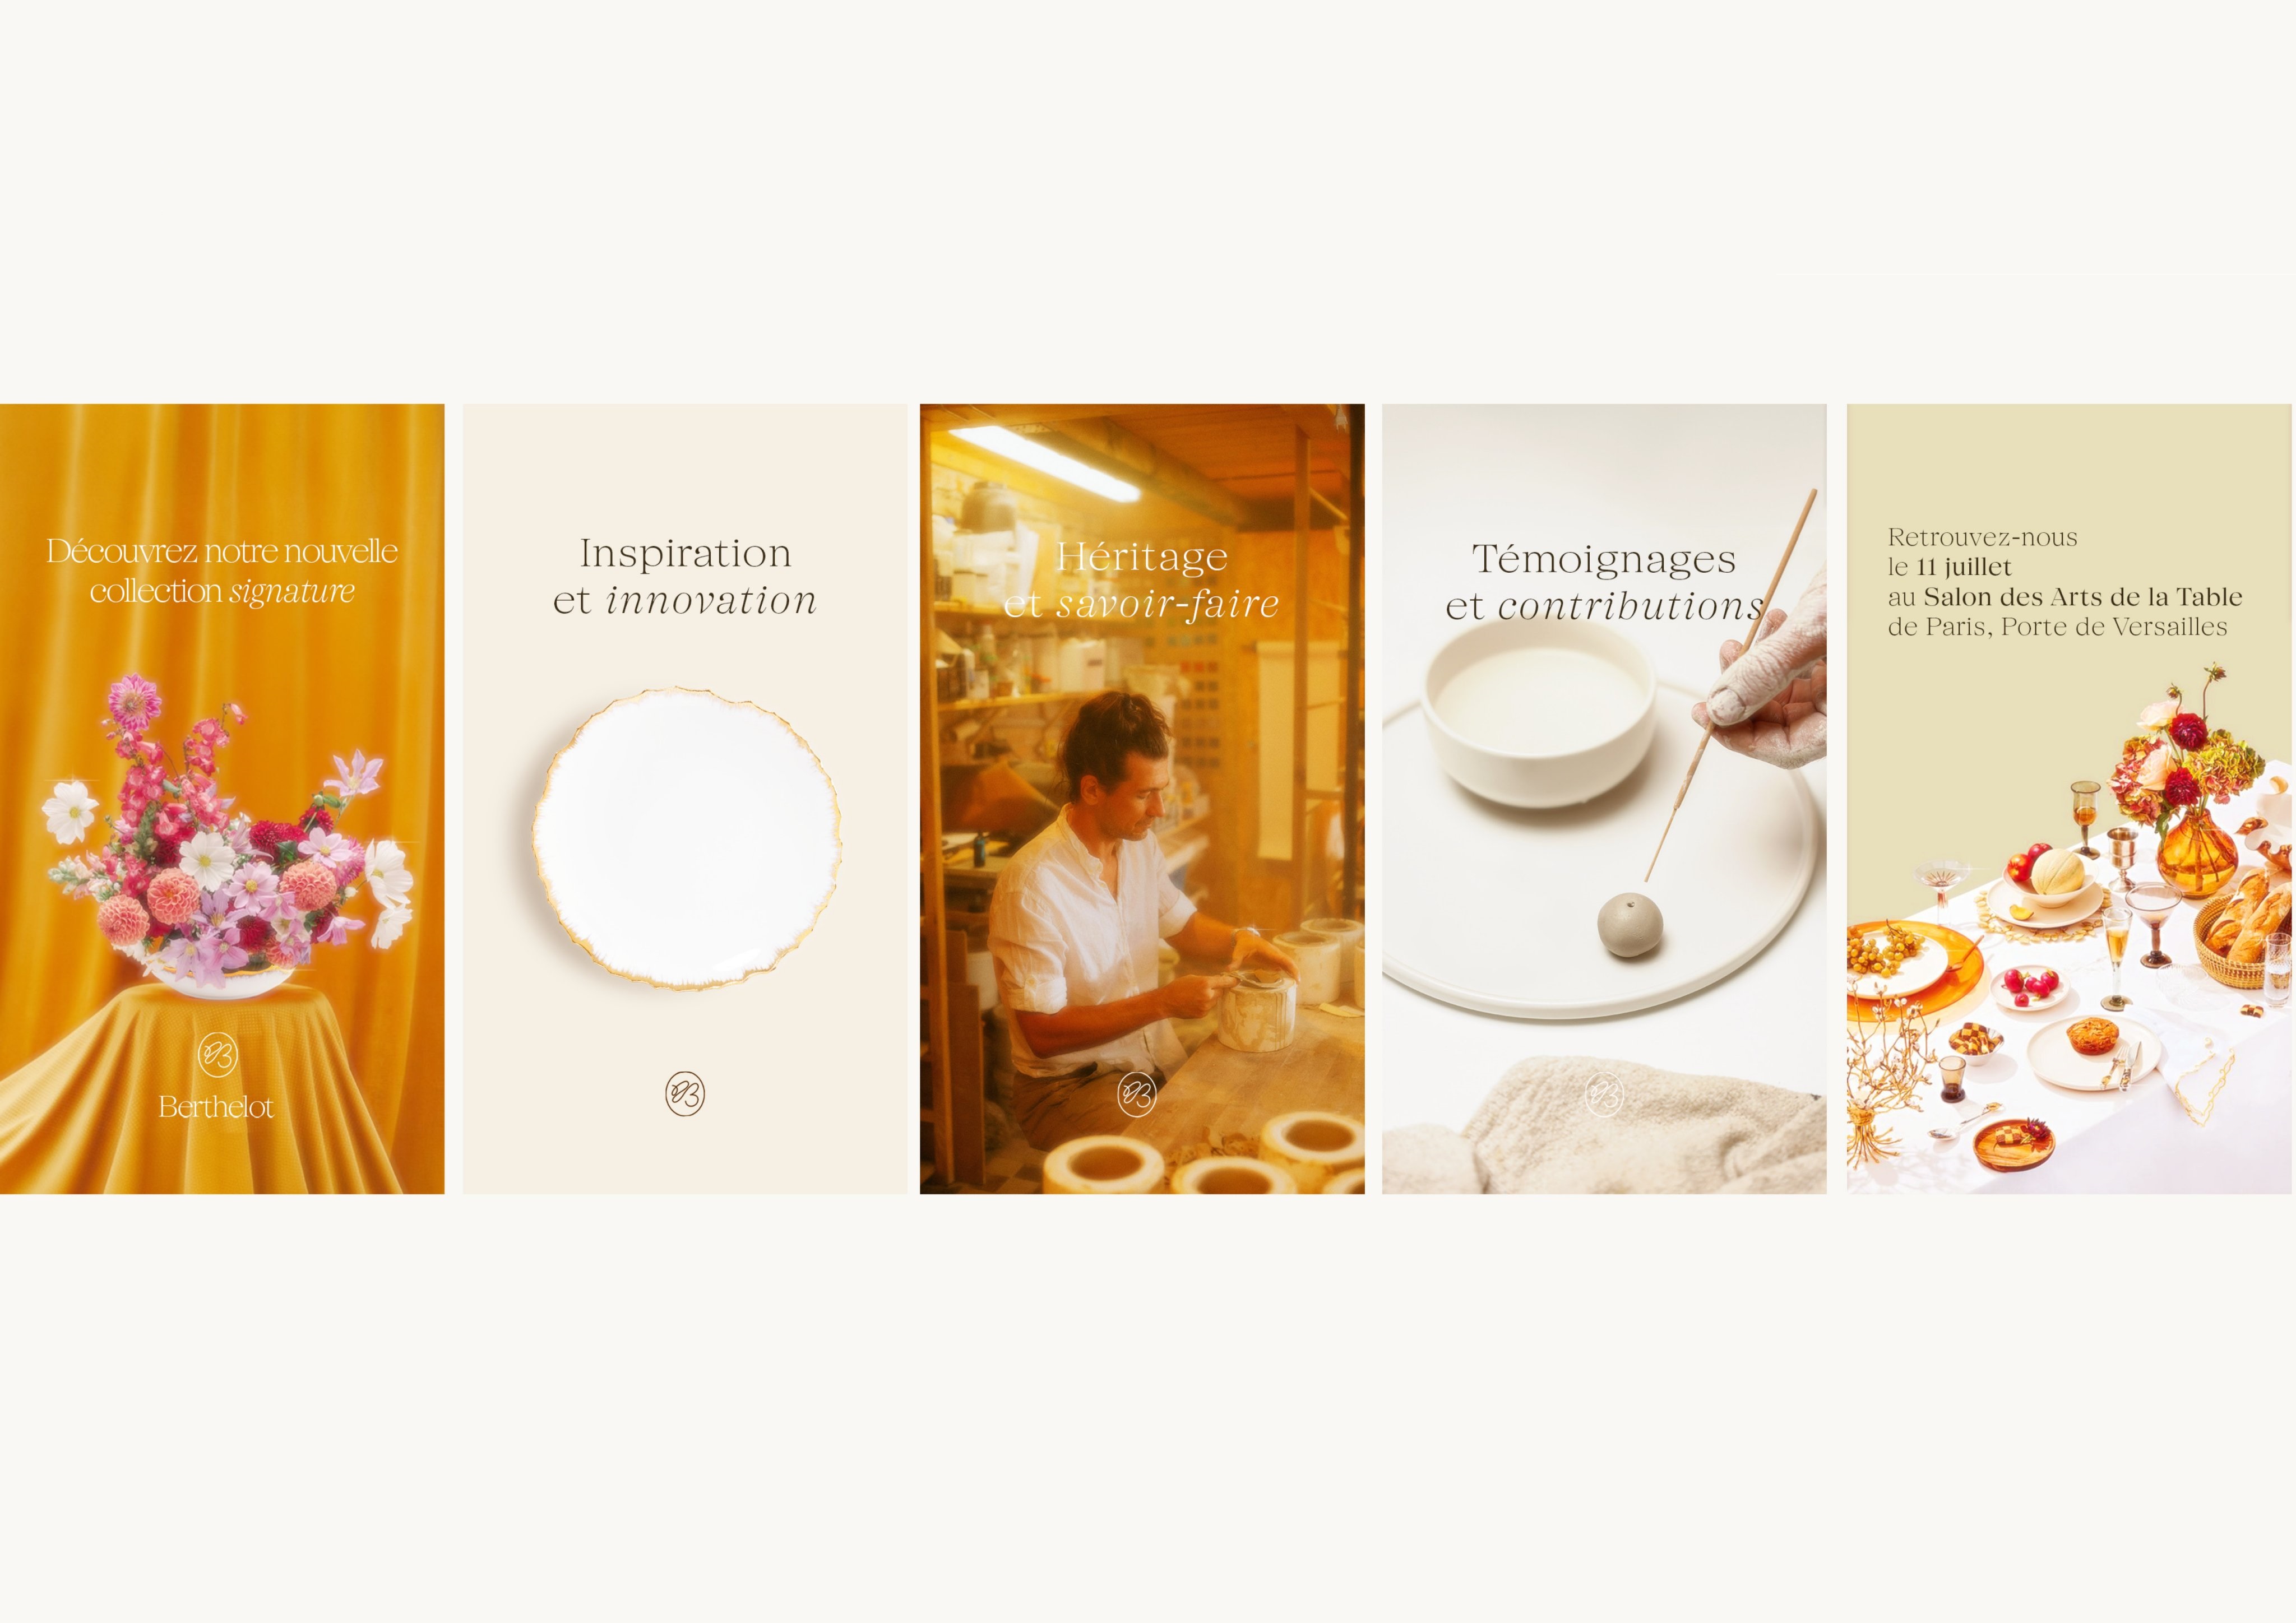 Découvrez notre nouvelle
collection signature
Berthelot
Inspiration
et innovation
Héritage
et savoir-faire
Témoignages
et contributions
Retrouvez-nous
le 11 juillet
au Salon des Arts de la Table
de Paris, Porte de Versailles